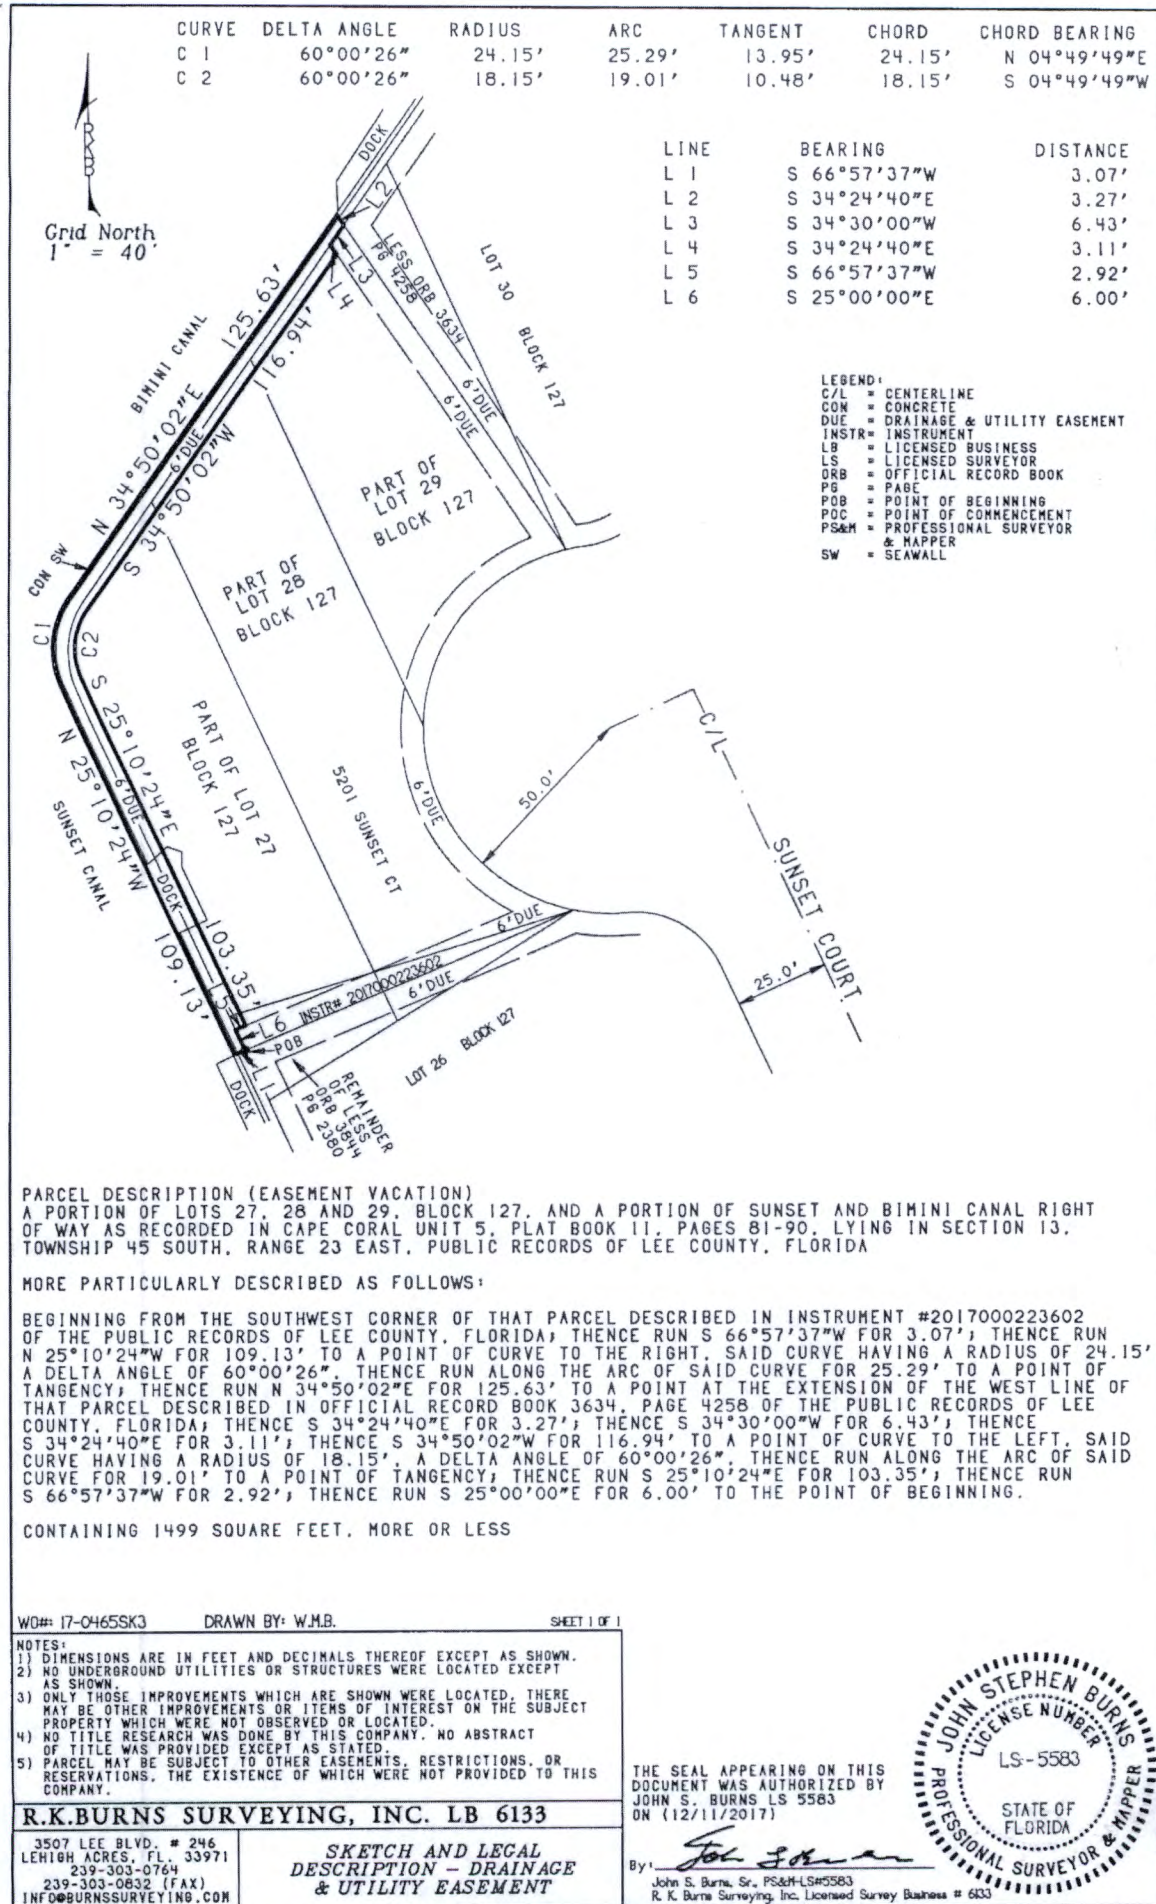 CURVE DELTA ANGLE RADIUS ARC TANGENT CHORD CHORD BEARING
C 1 60°00'26" 24.15' 25.29' 13.95' 24.15' N 04°49'49"E
C 2 60°00'26" 18.15' 19.01' 10.48' 18.15' S 04°49'49"W
RKB
Grid North
1" = 40'
LINE BEARING DISTANCE
L 1 S 66°57'37"W 3.07'
L 2 S 34°24'40"E 3.27'
L 3 S 34°30'00"W 6.43'
L 4 S 34°24'40"E 3.11'
L 5 S 66°57'37"W 2.92'
L 6 S 25°00'00"E 6.00'
LEGEND:
C/L = CENTERLINE
CON = CONCRETE
DUE = DRAINAGE & UTILITY EASEMENT
INSTR= INSTRUMENT
LB = LICENSED BUSINESS
LS = LICENSED SURVEYOR
ORB = OFFICIAL RECORD BOOK
PG = PAGE
POB = POINT OF BEGINNING
POC = POINT OF COMMENCEMENT
PS&M = PROFESSIONAL SURVEYOR
& MAPPER
SW = SEAWALL
DOCK
L2
L3
L4
LESS ORB 3634
PG 4258
LOT 30 BLOCK 127
6'DUE
6'DUE
BIMINI CANAL
125.63'
116.94'
N 34°50'02"E
6'DUE
S 34°50'02"W
CON SW
C1
C2
PART OF
LOT 29
BLOCK 127
PART OF
LOT 28
BLOCK 127
PART OF LOT 27
BLOCK 127
S 25°10'24"E
6'DUE
N 25°10'24"W
SUNSET CANAL
DOCK
103.35'
109.13'
5201 SUNSET CT
6'DUE
50.0'
C/L
SUNSET COURT
25.0'
6'DUE
INSTR# 2017000223602
6'DUE
L5
L6
POB
L1
DOCK
LOT 26 BLOCK 127
REMAINDER
OF LESS
ORB 3844
PG 2380
PARCEL DESCRIPTION (EASEMENT VACATION)
A PORTION OF LOTS 27, 28 AND 29, BLOCK 127, AND A PORTION OF SUNSET AND BIMINI CANAL RIGHT
OF WAY AS RECORDED IN CAPE CORAL UNIT 5, PLAT BOOK 11, PAGES 81-90, LYING IN SECTION 13,
TOWNSHIP 45 SOUTH, RANGE 23 EAST, PUBLIC RECORDS OF LEE COUNTY, FLORIDA
MORE PARTICULARLY DESCRIBED AS FOLLOWS:
BEGINNING FROM THE SOUTHWEST CORNER OF THAT PARCEL DESCRIBED IN INSTRUMENT #2017000223602
OF THE PUBLIC RECORDS OF LEE COUNTY, FLORIDA; THENCE RUN S 66°57'37"W FOR 3.07'; THENCE RUN
N 25°10'24"W FOR 109.13' TO A POINT OF CURVE TO THE RIGHT, SAID CURVE HAVING A RADIUS OF 24.15'
A DELTA ANGLE OF 60°00'26", THENCE RUN ALONG THE ARC OF SAID CURVE FOR 25.29' TO A POINT OF
TANGENCY; THENCE RUN N 34°50'02"E FOR 125.63' TO A POINT AT THE EXTENSION OF THE WEST LINE OF
THAT PARCEL DESCRIBED IN OFFICIAL RECORD BOOK 3634, PAGE 4258 OF THE PUBLIC RECORDS OF LEE
COUNTY, FLORIDA; THENCE S 34°24'40"E FOR 3.27'; THENCE S 34°30'00"W FOR 6.43'; THENCE
S 34°24'40"E FOR 3.11'; THENCE S 34°50'02"W FOR 116.94' TO A POINT OF CURVE TO THE LEFT, SAID
CURVE HAVING A RADIUS OF 18.15', A DELTA ANGLE OF 60°00'26", THENCE RUN ALONG THE ARC OF SAID
CURVE FOR 19.01' TO A POINT OF TANGENCY; THENCE RUN S 25°10'24"E FOR 103.35'; THENCE RUN
S 66°57'37"W FOR 2.92'; THENCE RUN S 25°00'00"E FOR 6.00' TO THE POINT OF BEGINNING.
CONTAINING 1499 SQUARE FEET, MORE OR LESS
WO#: 17-0465SK3 DRAWN BY: W.M.B. SHEET 1 OF 1
NOTES:
1) DIMENSIONS ARE IN FEET AND DECIMALS THEREOF EXCEPT AS SHOWN.
2) NO UNDERGROUND UTILITIES OR STRUCTURES WERE LOCATED EXCEPT
AS SHOWN.
3) ONLY THOSE IMPROVEMENTS WHICH ARE SHOWN WERE LOCATED, THERE
MAY BE OTHER IMPROVEMENTS OR ITEMS OF INTEREST ON THE SUBJECT
PROPERTY WHICH WERE NOT OBSERVED OR LOCATED.
4) NO TITLE RESEARCH WAS DONE BY THIS COMPANY. NO ABSTRACT
OF TITLE WAS PROVIDED EXCEPT AS STATED.
5) PARCEL MAY BE SUBJECT TO OTHER EASEMENTS, RESTRICTIONS, OR
RESERVATIONS, THE EXISTENCE OF WHICH WERE NOT PROVIDED TO THIS
COMPANY.
R.K.BURNS SURVEYING, INC. LB 6133
3507 LEE BLVD. # 246
LEHIGH ACRES, FL. 33971
239-303-0764
239-303-0832 (FAX)
INFO@BURNSSURVEYING.COM
SKETCH AND LEGAL
DESCRIPTION - DRAINAGE
& UTILITY EASEMENT
THE SEAL APPEARING ON THIS
DOCUMENT WAS AUTHORIZED BY
JOHN S. BURNS LS 5583
ON (12/11/2017)
By:
John S. Burns, Sr., PS&M-LS#5583
R. K. Burns Surveying, Inc. Licensed Survey Business # 6133
JOHN STEPHEN BURNS
LICENSE NUMBER
LS-5583
STATE OF
FLORIDA
PROFESSIONAL SURVEYOR & MAPPER